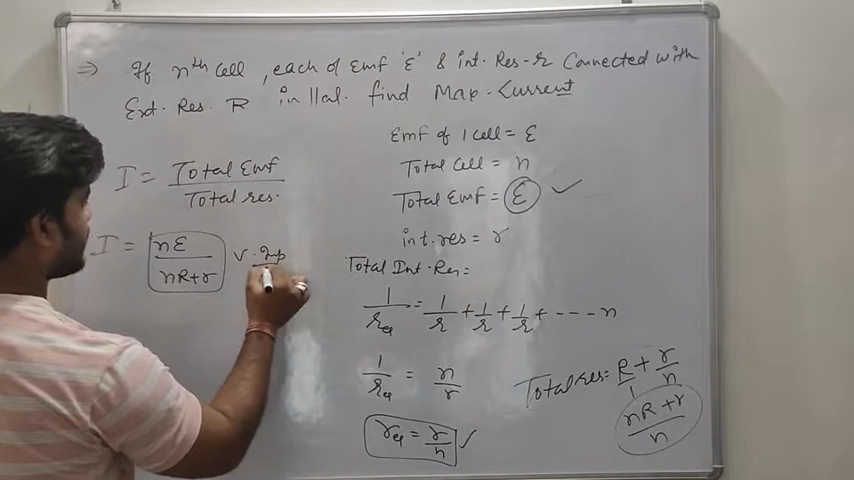 ⇒ If nth cell, each of Emf 'ε' & int. Res-r Connected with
Ext. Res. R in llal. find Max. Current
I = Total Emf / Total res.
I = nε / nR+r V. Imp
Emf of 1 cell = ε
Total cell = n
Total Emf = ε ✓
int. res = r
Total Int. Res =
1/req = 1/r + 1/r + 1/r + ---- n
1/req = n/r
req = r/n ✓
Total res = R/1 + r/n
nR+r / n